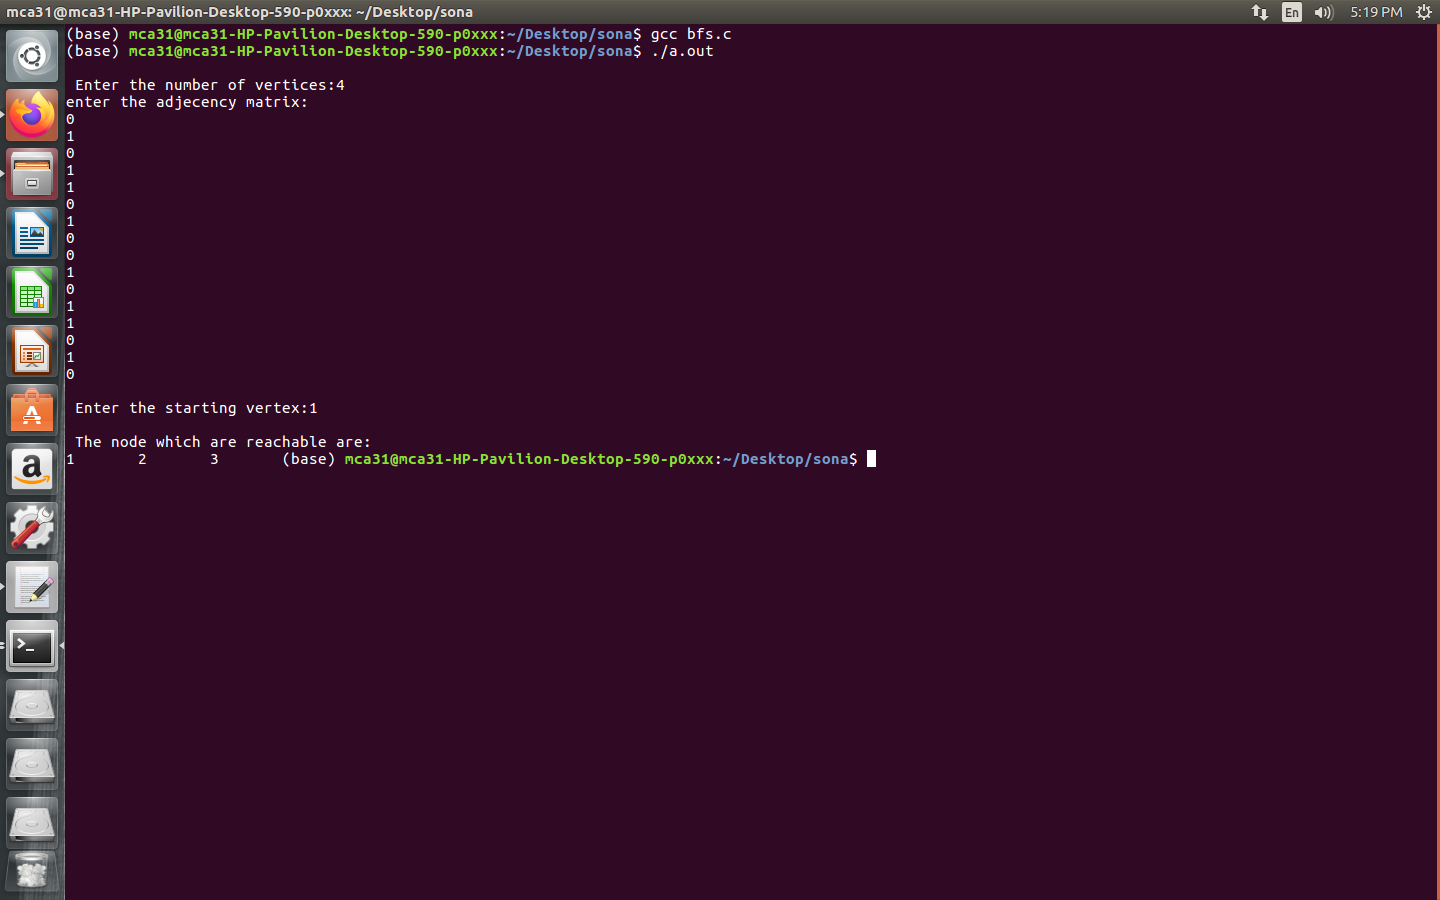 mca31@mca31-HP-Pavilion-Desktop-590-p0xxx: ~/Desktop/sona En 5:19 PM
(base) mca31@mca31-HP-Pavilion-Desktop-590-p0xxx:~/Desktop/sona$ gcc bfs.c
(base) mca31@mca31-HP-Pavilion-Desktop-590-p0xxx:~/Desktop/sona$ ./a.out
Enter the number of vertices:4
enter the adjecency matrix:
0
1
0
1
1
0
1
0
0
1
0
1
1
0
1
0
Enter the starting vertex:1
The node which are reachable are:
1 2 3 (base) mca31@mca31-HP-Pavilion-Desktop-590-p0xxx:~/Desktop/sona$